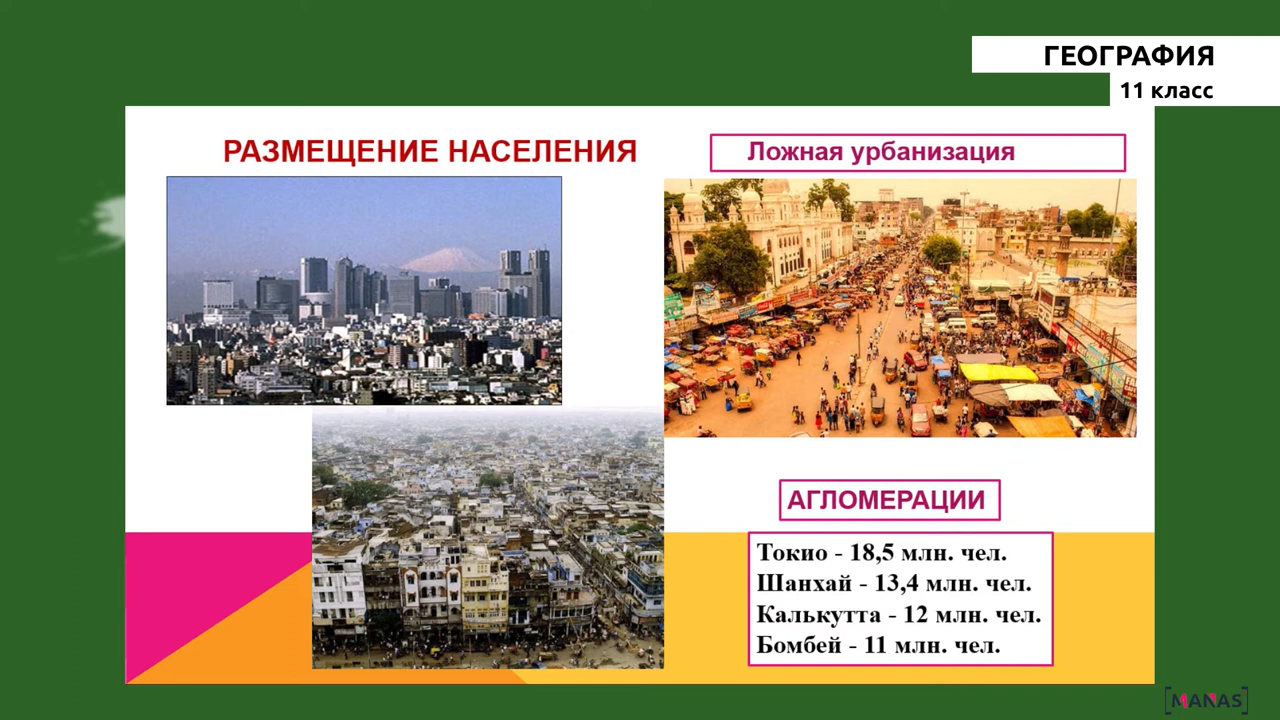 ГЕОГРАФИЯ
11 класс
РАЗМЕЩЕНИЕ НАСЕЛЕНИЯ
Ложная урбанизация
АГЛОМЕРАЦИИ
Токио - 18,5 млн. чел.
Шанхай - 13,4 млн. чел.
Калькутта - 12 млн. чел.
Бомбей - 11 млн. чел.
[MANAS]